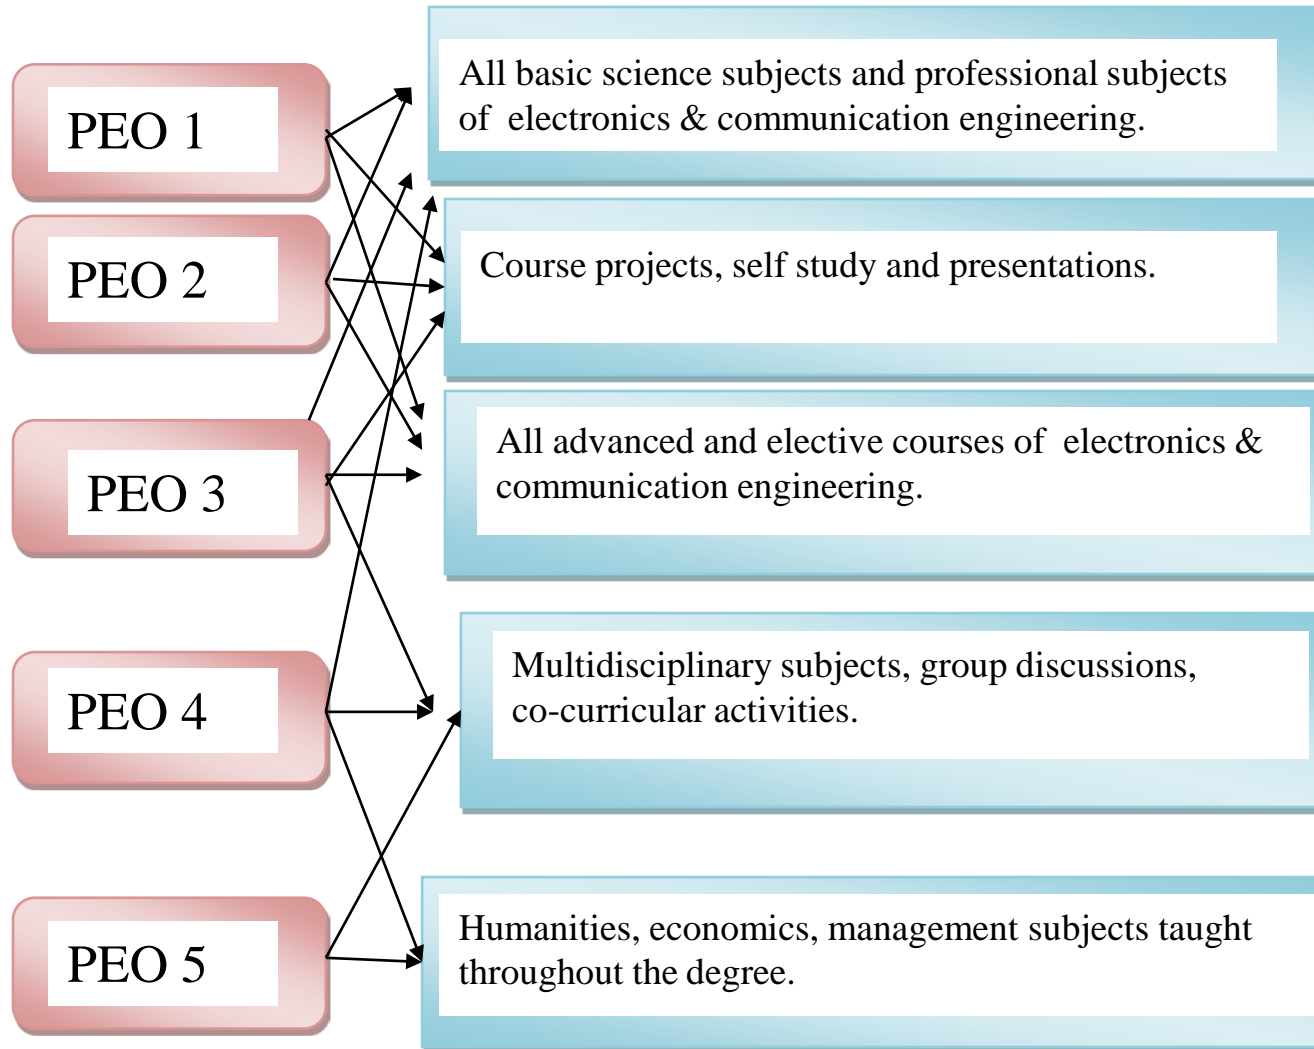 PEO 1
All basic science subjects and professional subjects
of electronics & communication engineering.
PEO 2
Course projects, self study and presentations.
PEO 3
All advanced and elective courses of electronics &
communication engineering.
PEO 4
Multidisciplinary subjects, group discussions,
co-curricular activities.
PEO 5
Humanities, economics, management subjects taught
throughout the degree.